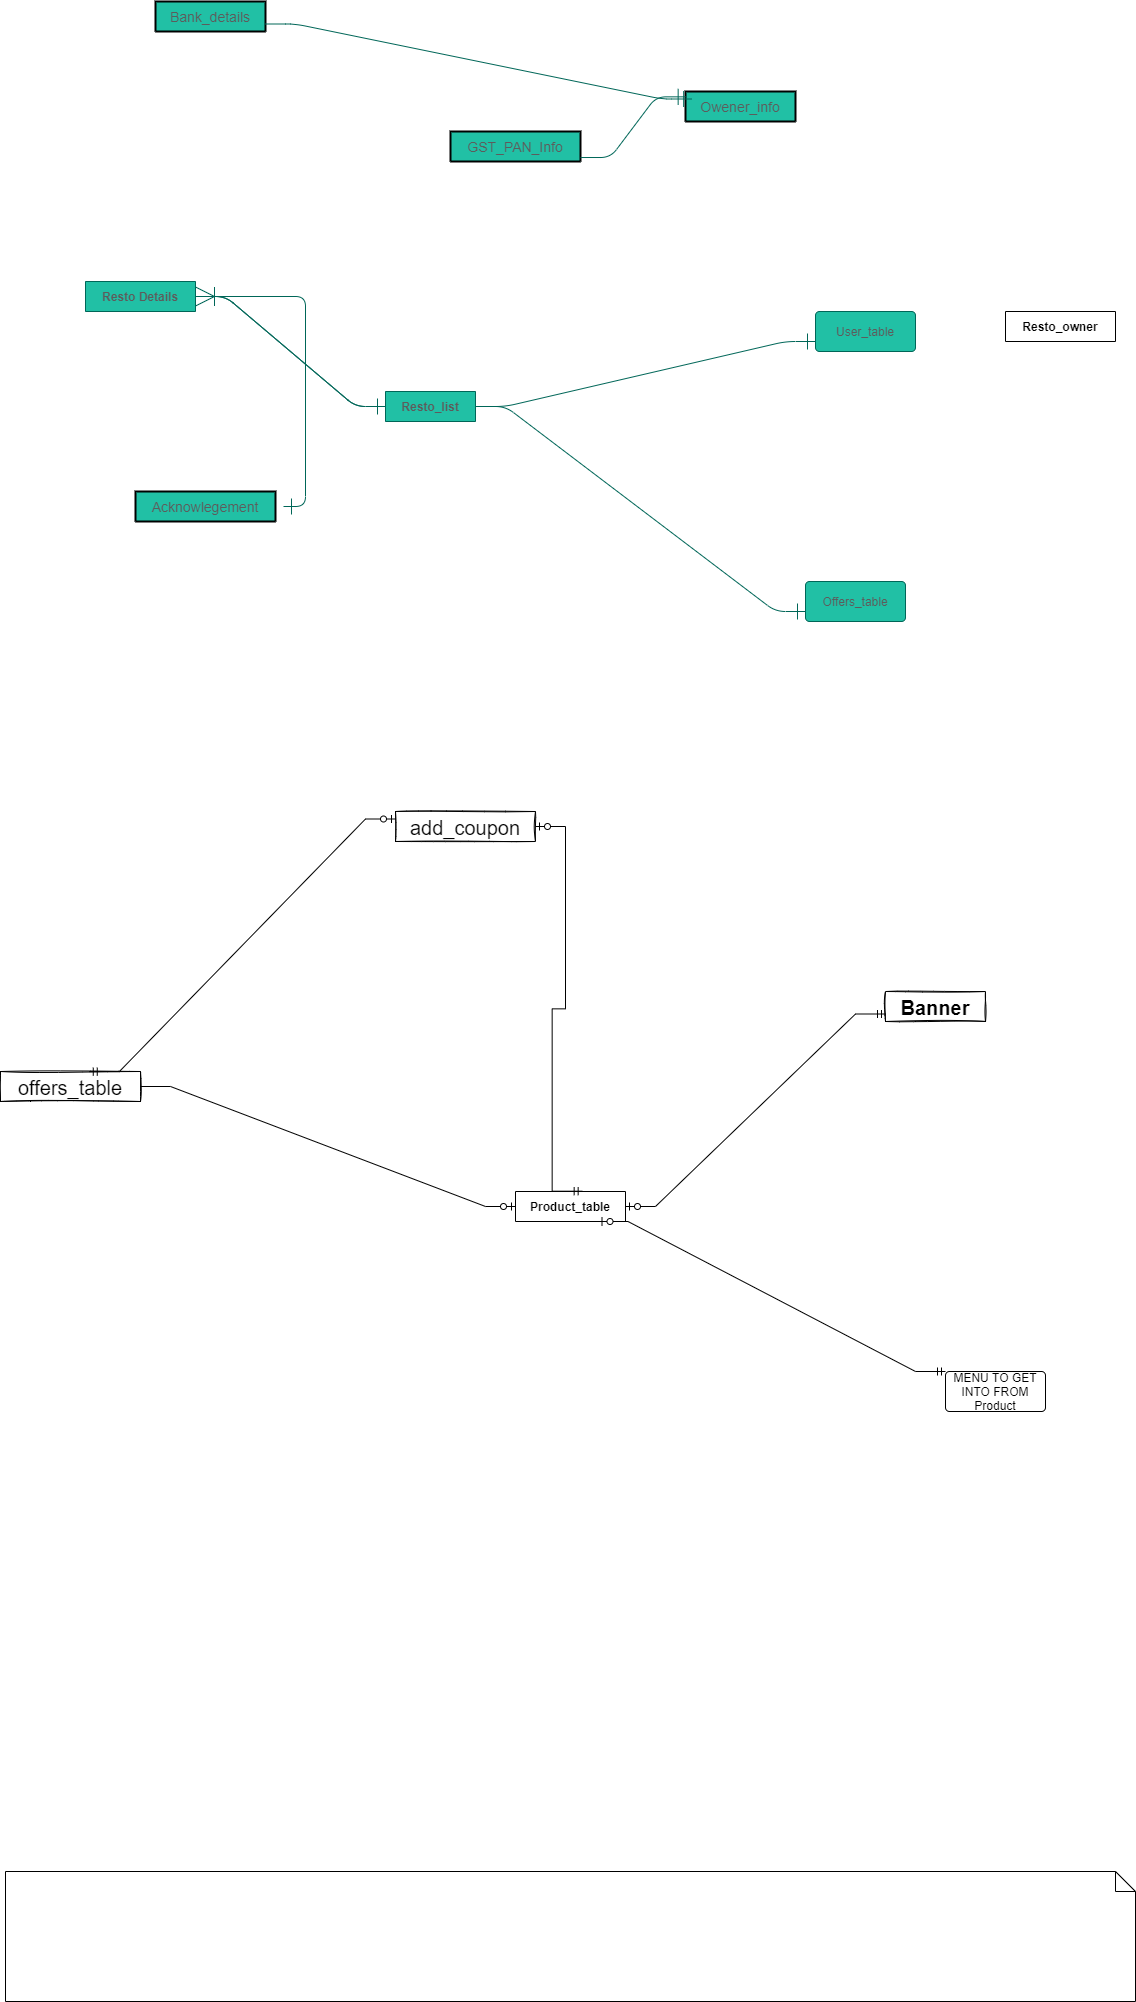 Bank_details
Owener_info
GST_PAN_Info
Resto Details
User_table
Resto_owner
Resto_list
Acknowlegement
Offers_table
add_coupon
Banner
offers_table
Product_table
MENU TO GET
INTO FROM
Product